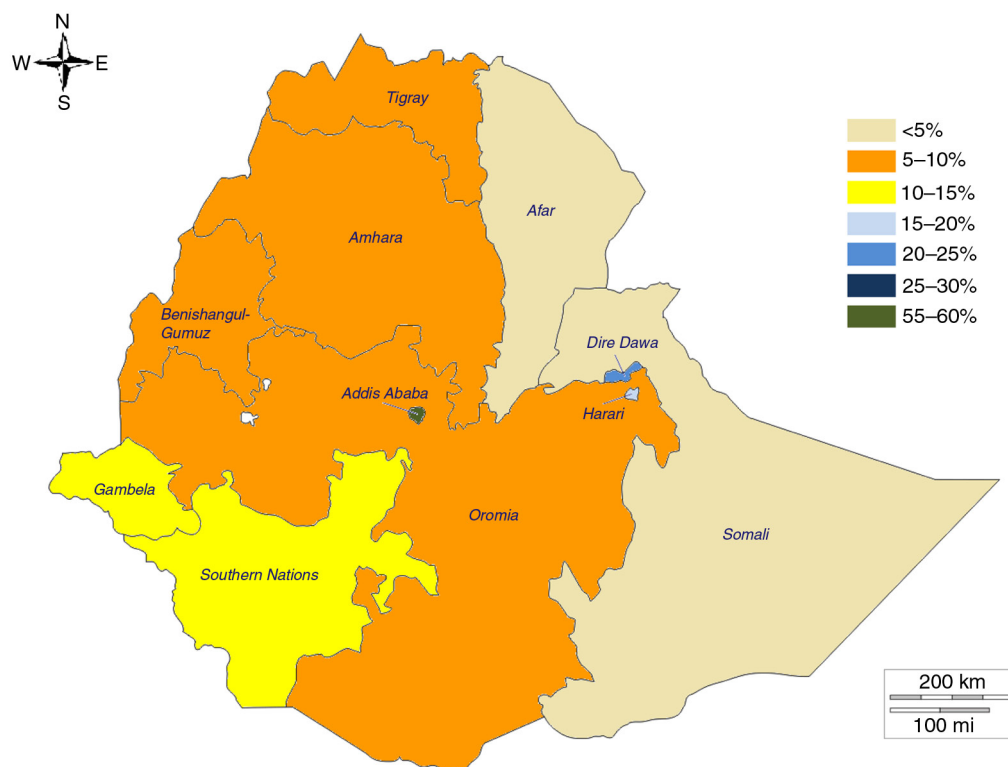 N
W E
S
Tigray
<5%
5–10%
10–15%
15–20%
20–25%
25–30%
55–60%
Afar
Amhara
Benishangul-
Gumuz
Dire Dawa
Addis Ababa
Harari
Gambela
Oromia
Somali
Southern Nations
200 km
100 mi